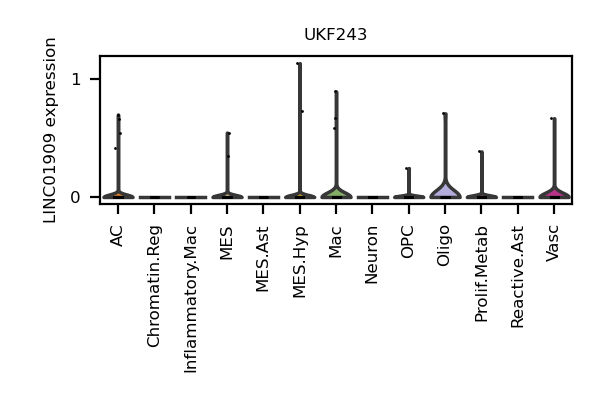 UKF243
LINC01909 expression
1
0
AC
Chromatin.Reg
Inflammatory.Mac
MES
MES.Ast
MES.Hyp
Mac
Neuron
OPC
Oligo
Prolif.Metab
Reactive.Ast
Vasc